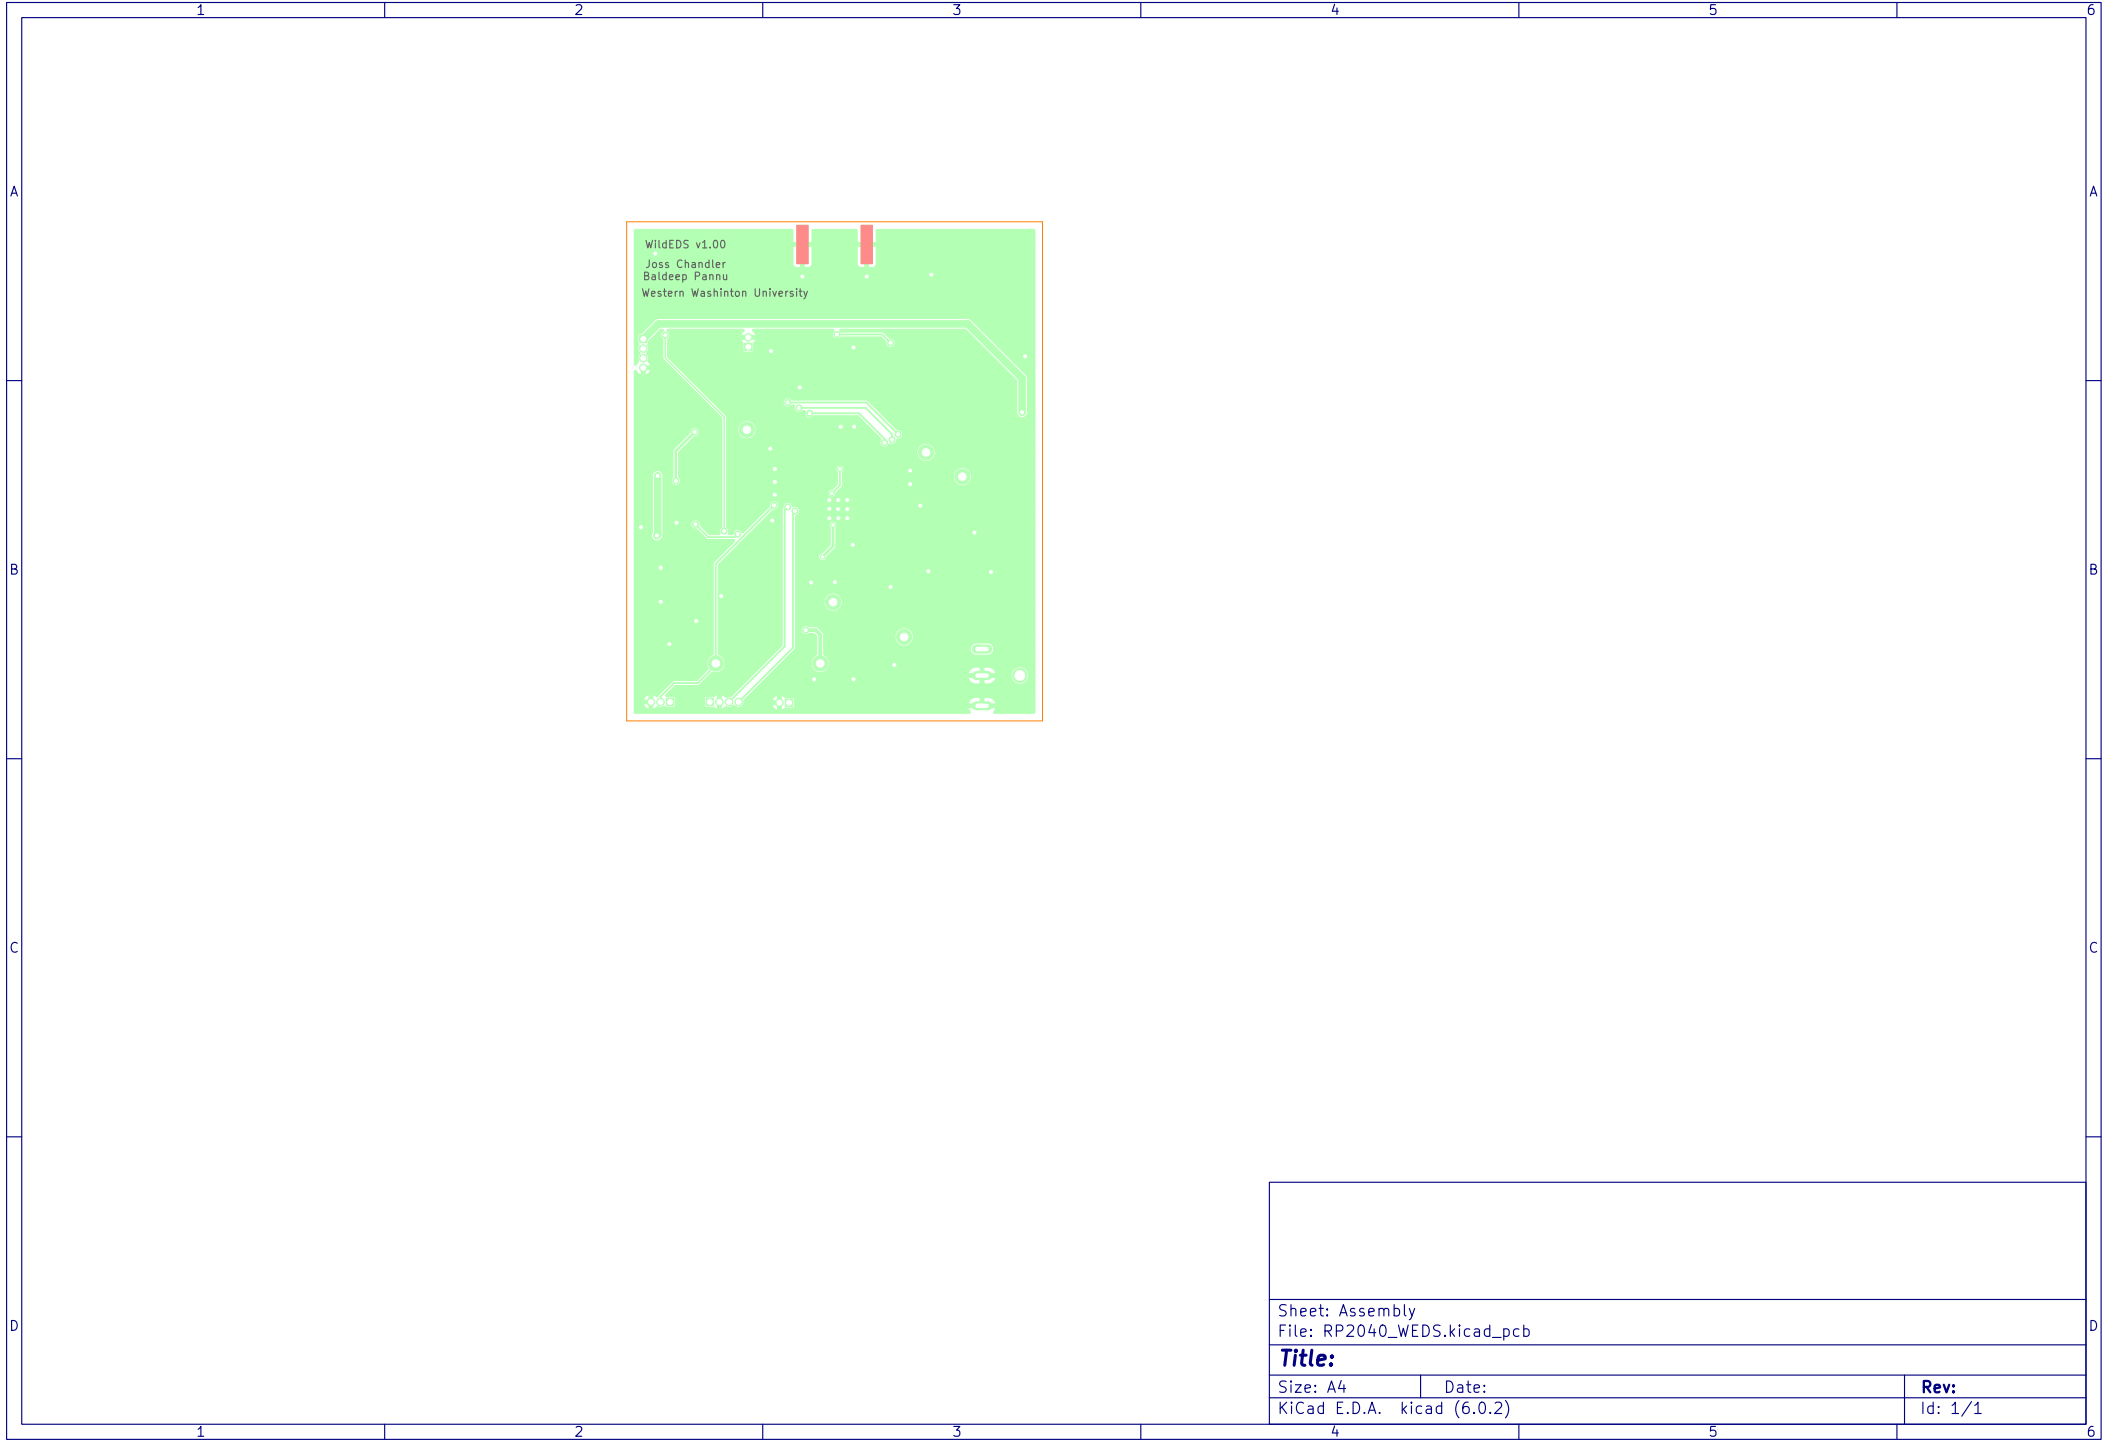 1 2 3 4 5 6
A A
WildEDS v1.00
Joss Chandler
Baldeep Pannu
Western Washinton University
B B
C C
Sheet: Assembly
File: RP2040_WEDS.kicad_pcb
D D
Title:
Size: A4 Date: Rev:
KiCad E.D.A. kicad (6.0.2) Id: 1/1
1 2 3 4 5 6